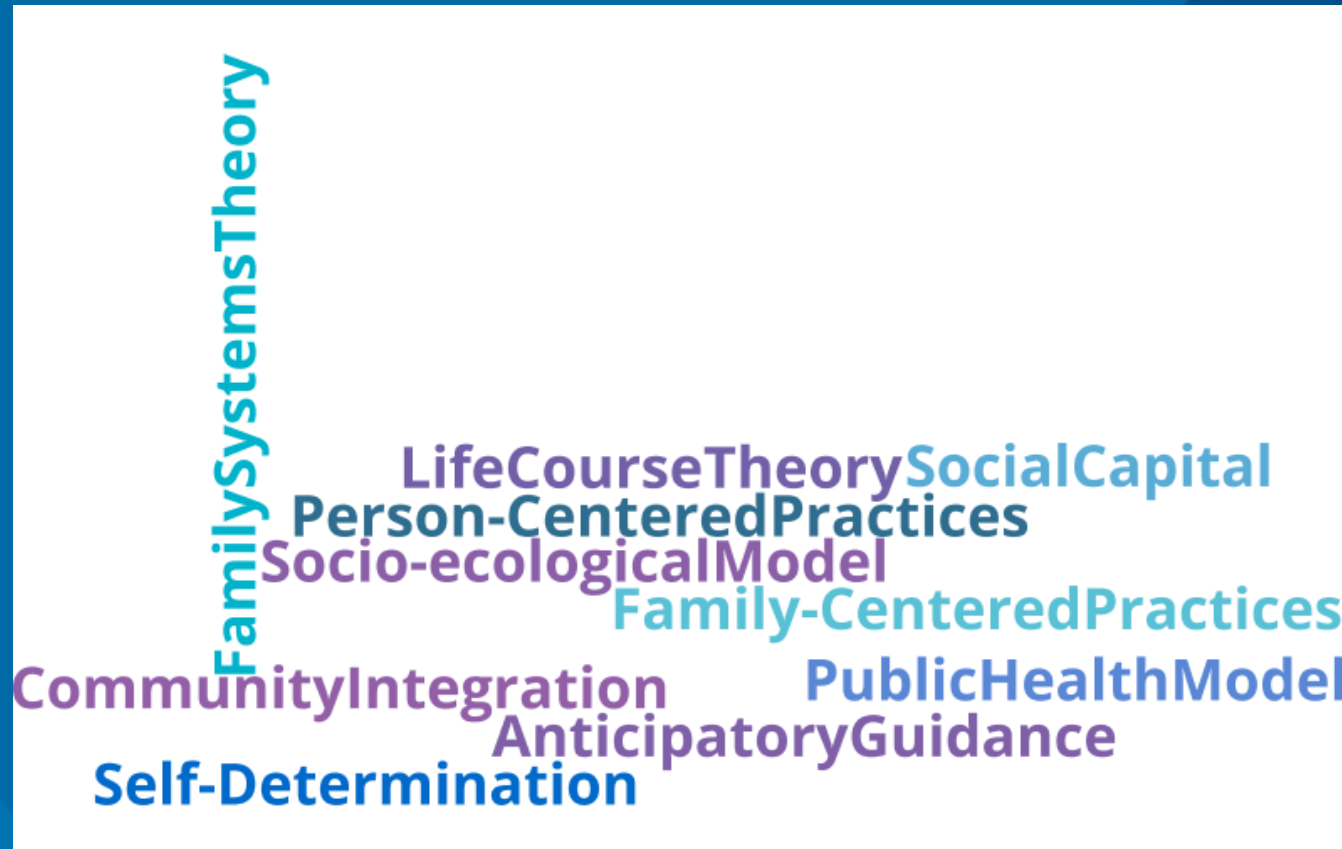 FamilySystemsTheory
LifeCourseTheory
SocialCapital
Person-CenteredPractices
Socio-ecologicalModel
Family-CenteredPractices
CommunityIntegration
PublicHealthModel
AnticipatoryGuidance
Self-Determination